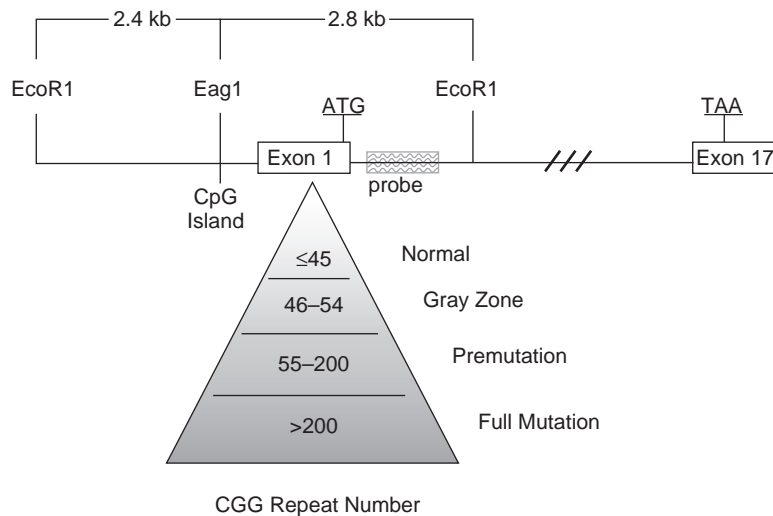 2.4 kb 2.8 kb
EcoR1 Eag1 EcoR1
ATG TAA
Exon 1 Exon 17
probe
CpG
Island
≤45 Normal
46–54 Gray Zone
55–200 Premutation
>200 Full Mutation
CGG Repeat Number